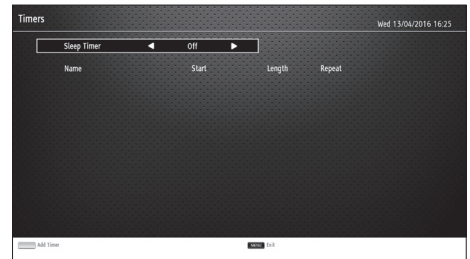 Timers
Wed 13/04/2016 16:25
Sleep Timer Off
Name Start Length Repeat
Add Timer MENU Exit